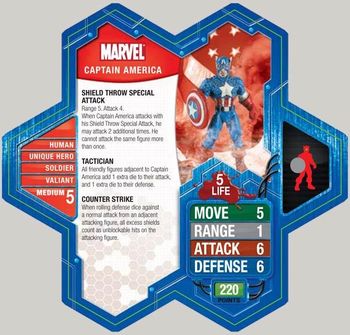 MARVEL
CAPTAIN AMERICA
SHIELD THROW SPECIAL
ATTACK
Range 5. Attack 4.
When Captain America attacks with
his Shield Throw Special Attack, he
may attack 2 additional times. He
cannot attack the same figure more
than once.
TACTICIAN
All friendly figures adjacent to Captain
America add 1 extra die to their attack,
and 1 extra die to their defense.
COUNTER STRIKE
When rolling defense dice against
a normal attack from an adjacent
attacking figure, all excess shields
count as unblockable hits on the
attacking figure.
HUMAN
UNIQUE HERO
SOLDIER
VALIANT
MEDIUM 5
5
LIFE
MOVE 5
RANGE 1
ATTACK 6
DEFENSE 6
220
POINTS